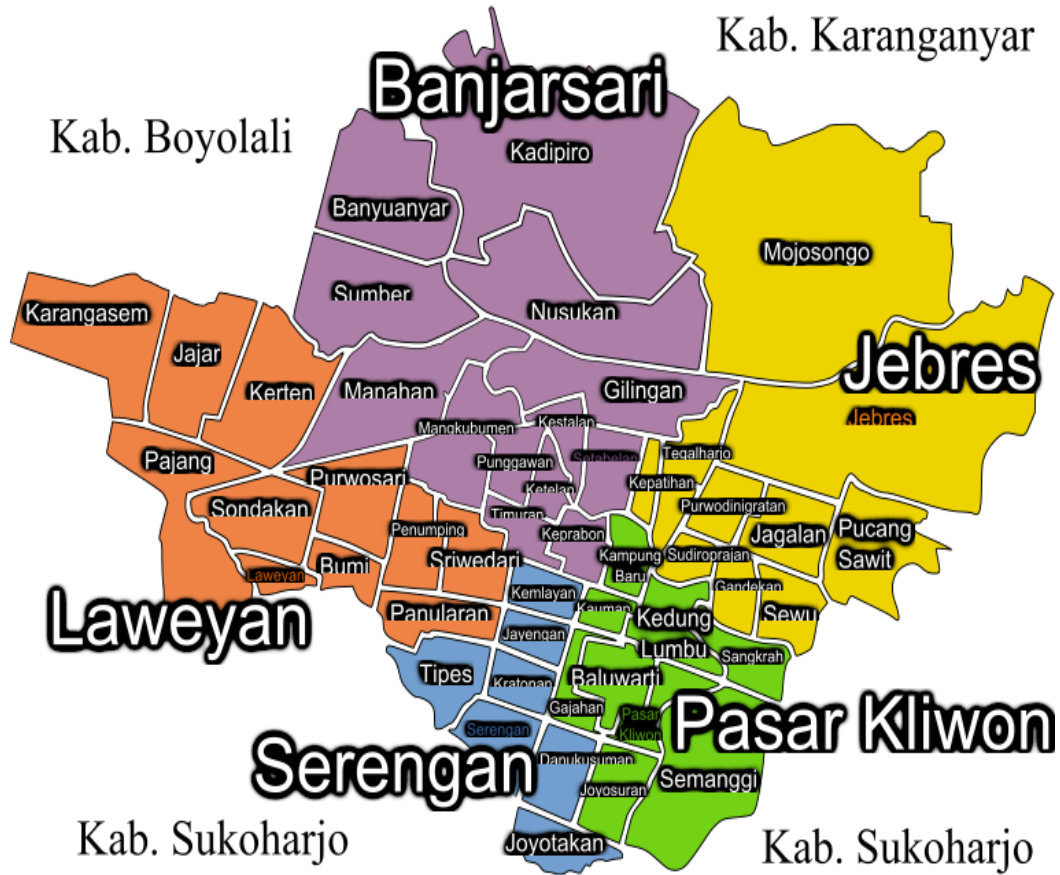 Kab. Karanganyar
Banjarsari
Kab. Boyolali
Kadipiro
Banyuanyar
Mojosongo
Sumber
Nusukan
Karangasem
Jajar
Jebres
Kerten
Manahan
Gilingan
Jebres
Mangkubumen
Kestalan
Setabelan
Tegalharjo
Pajang
Punggawan
Purwosari
Kepatihan
Ketelan
Sondakan
Timuran
Purwodinigratan
Penumping
Keprabon
Jagalan
Pucang
Sawit
Sriwedari
Kampung
Baru
Sudiroprajan
Bumi
Laweyan
Gandekan
Kemlayan
Laweyan
Panularan
Kauman
Kedung
Lumbu
Sewu
Jayengan
Sangkrah
Tipes
Kratonan
Baluwarti
Gajahan
Pasar
Kliwon
Pasar Kliwon
Serengan
Serengan
Danukusuman
Semanggi
Joyosuran
Joyotakan
Kab. Sukoharjo
Kab. Sukoharjo